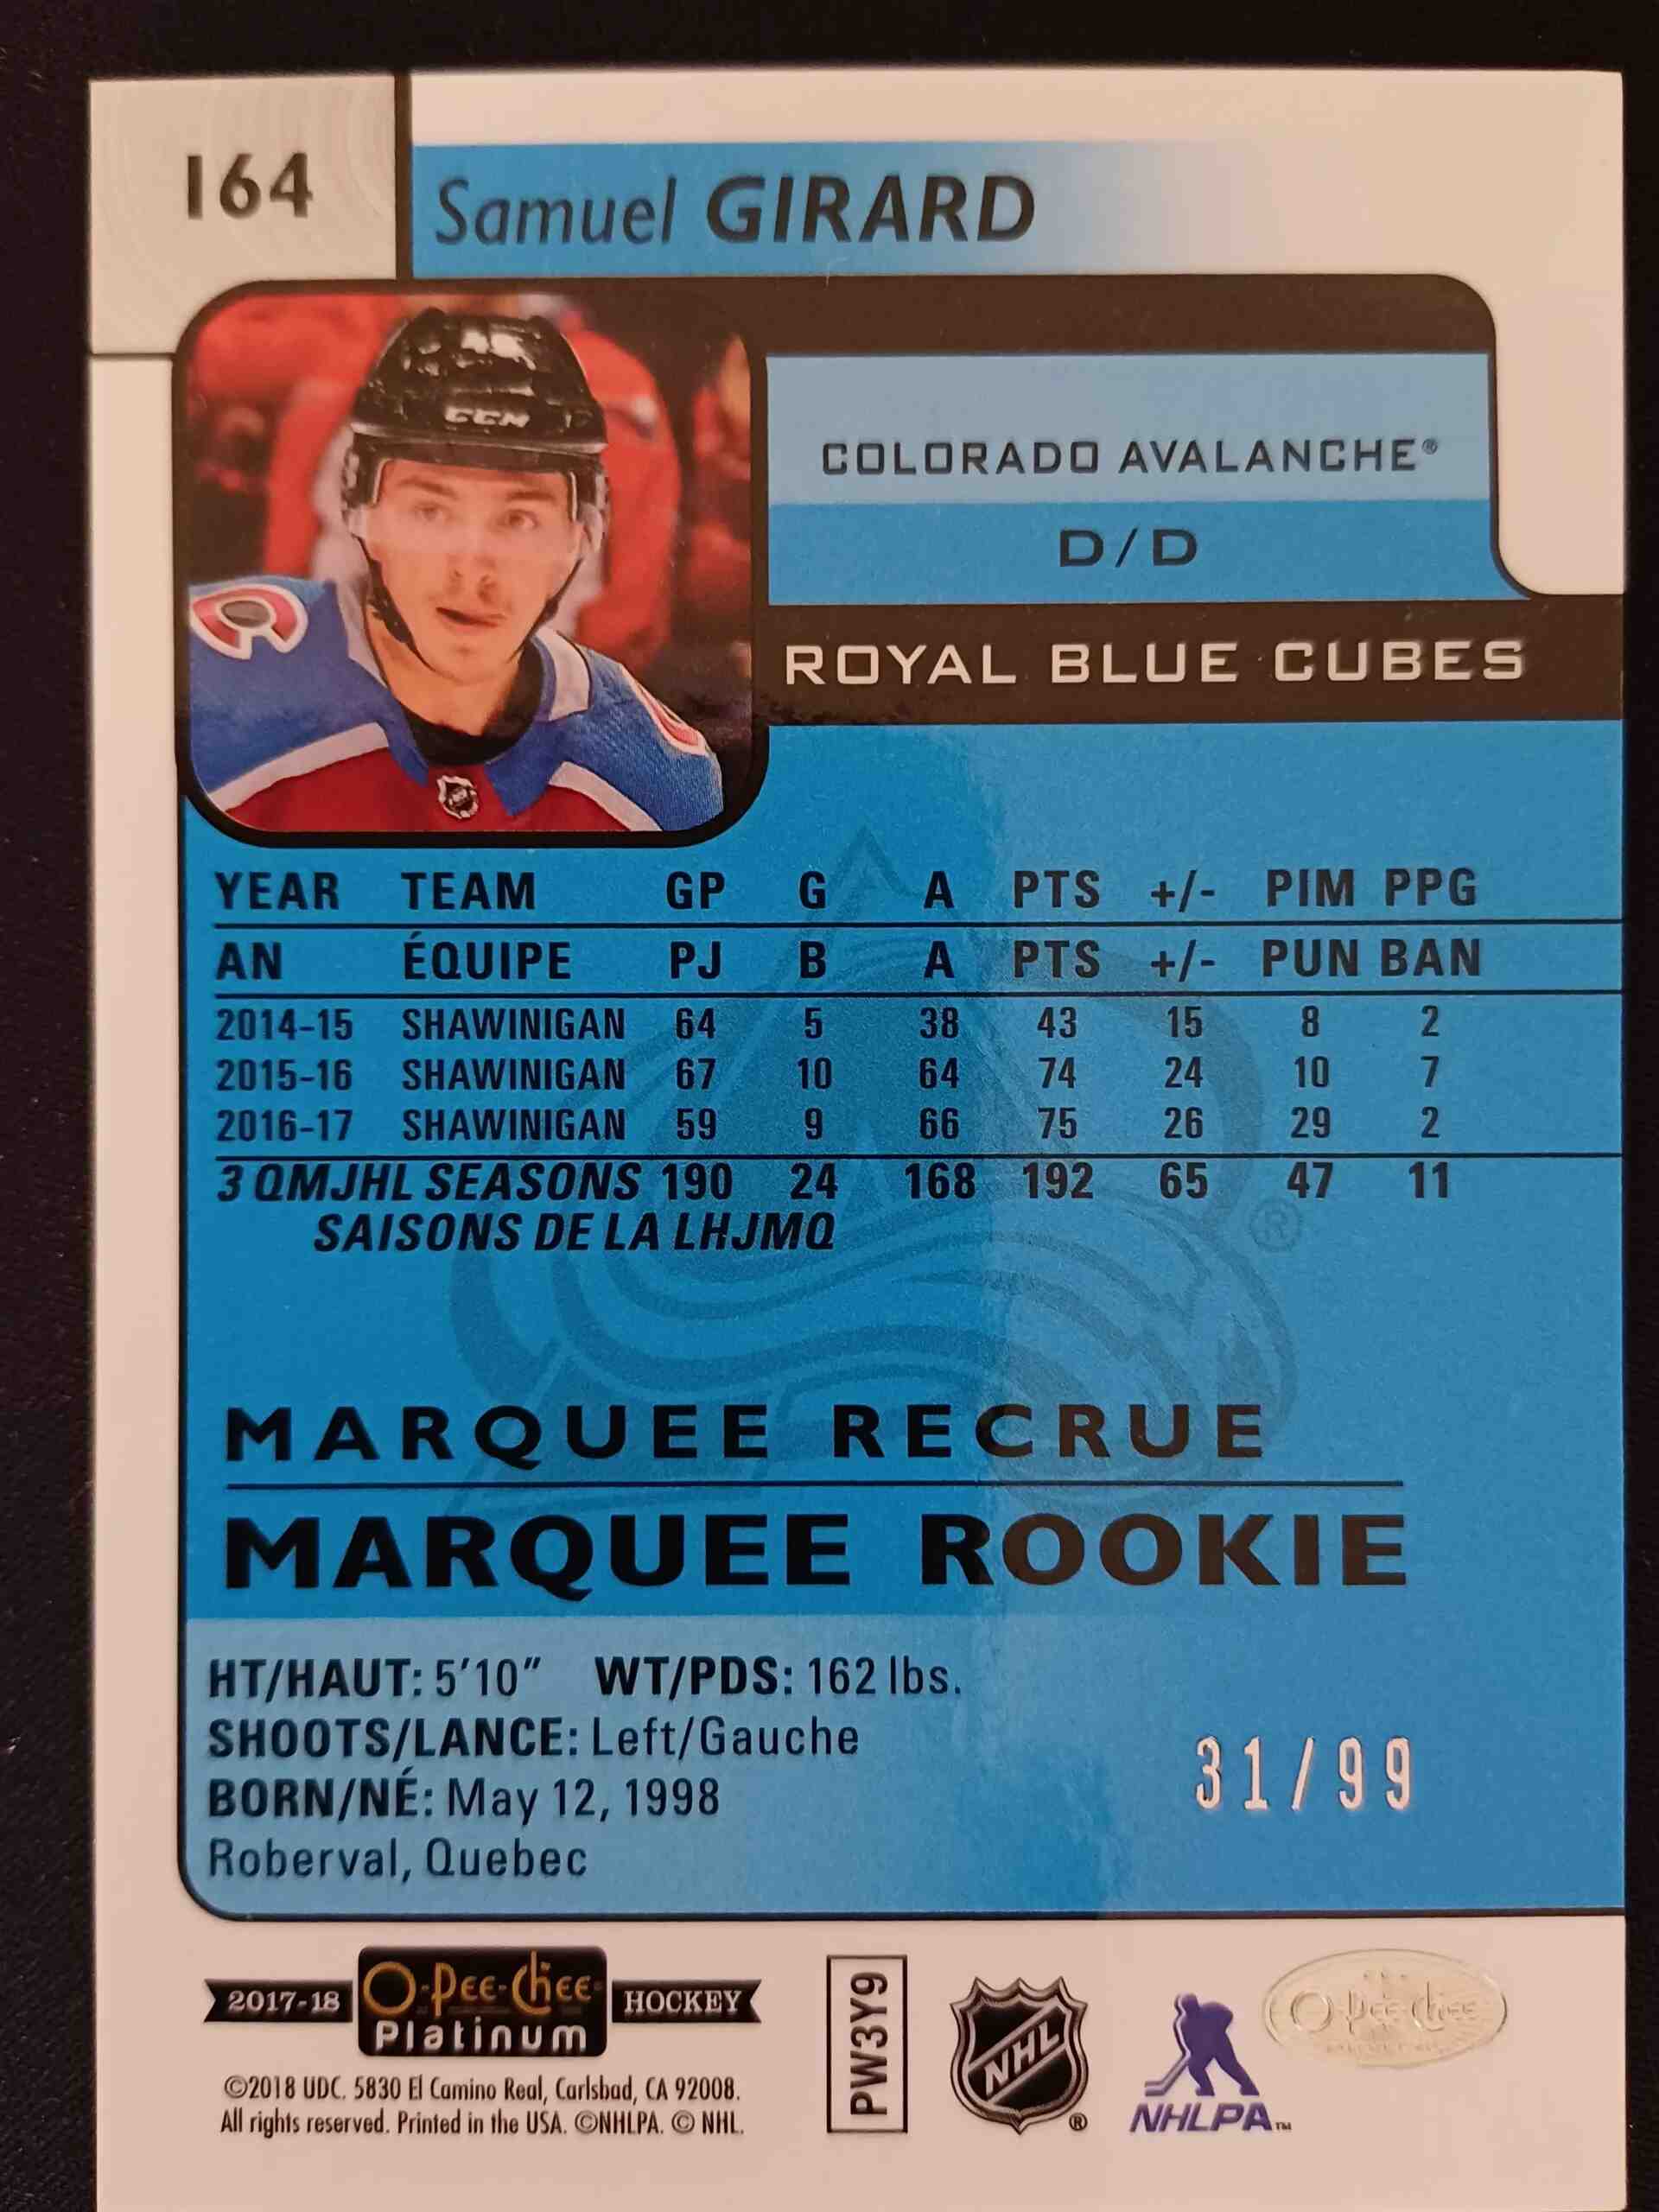 164
Samuel GIRARD
CCM
COLORADO AVALANCHE®
D/D
ROYAL BLUE CUBES
YEAR TEAM GP G A PTS +/- PIM PPG
AN ÉQUIPE PJ B A PTS +/- PUN BAN
2014-15 SHAWINIGAN 64 5 38 43 15 8 2
2015-16 SHAWINIGAN 67 10 64 74 24 10 7
2016-17 SHAWINIGAN 59 9 66 75 26 29 2
3 QMJHL SEASONS 190 24 168 192 65 47 11
SAISONS DE LA LHJMQ
®
MARQUEE RECRUE
MARQUEE ROOKIE
HT/HAUT: 5'10" WT/PDS: 162 lbs.
SHOOTS/LANCE: Left/Gauche
BORN/NÉ: May 12, 1998
Roberval, Quebec
31/99
2017-18 O-Pee-Chee Platinum HOCKEY
©2018 UDC. 5830 El Camino Real, Carlsbad, CA 92008.
All rights reserved. Printed in the USA. ©NHLPA. © NHL.
PW3Y9
NHL ®
NHLPA™
O-Pee-Chee